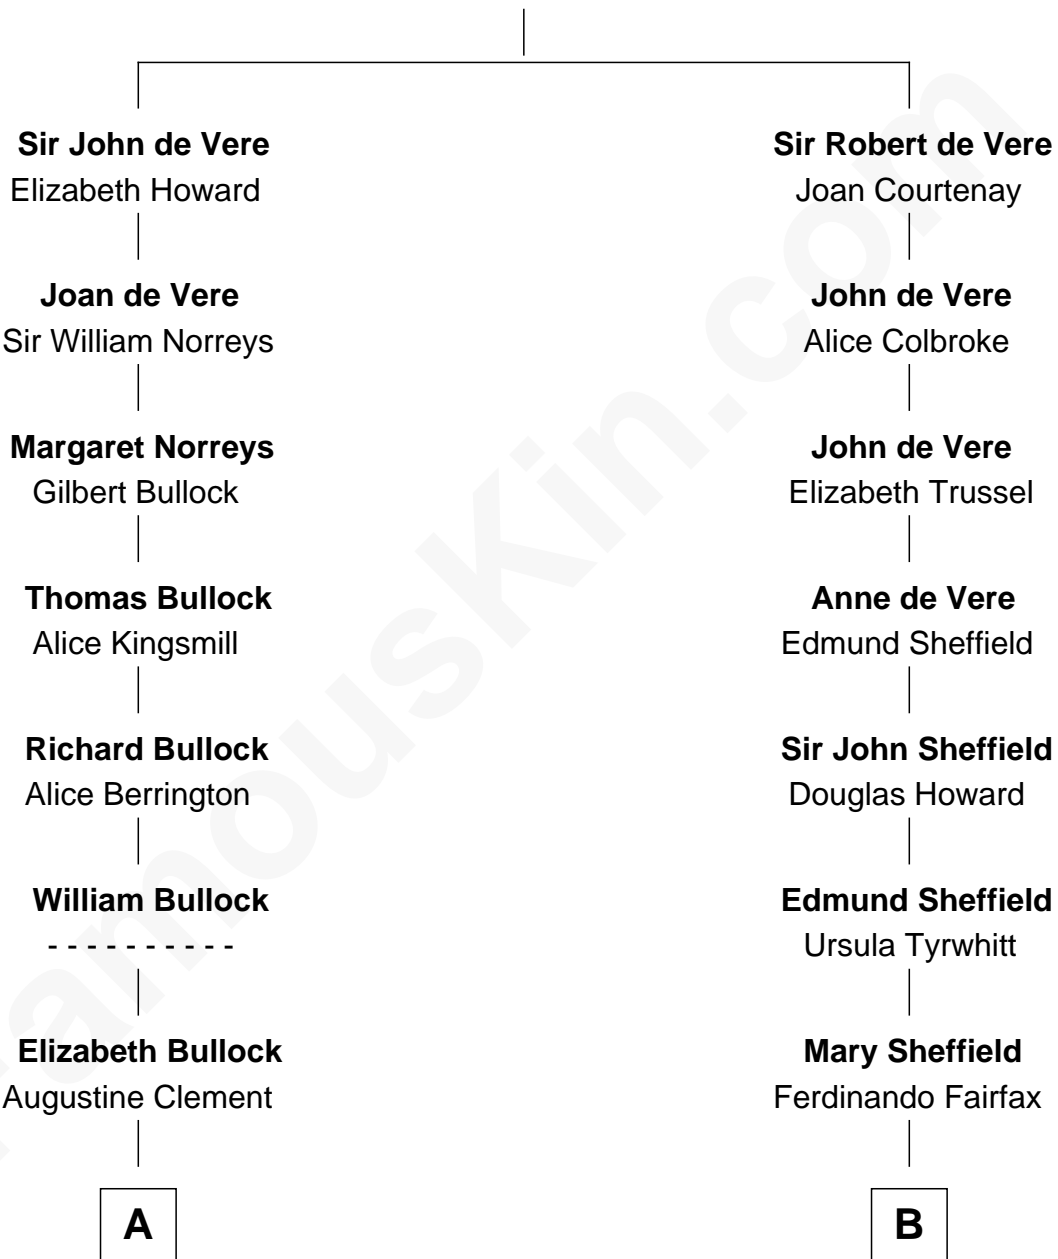 Sir John de Vere
Elizabeth Howard
Joan de Vere
Sir William Norreys
Margaret Norreys
Gilbert Bullock
Thomas Bullock
Alice Kingsmill
Richard Bullock
Alice Berrington
William Bullock
- - - - - - - - - -
Elizabeth Bullock
Augustine Clement
A
Sir Robert de Vere
Joan Courtenay
John de Vere
Alice Colbroke
John de Vere
Elizabeth Trussel
Anne de Vere
Edmund Sheffield
Sir John Sheffield
Douglas Howard
Edmund Sheffield
Ursula Tyrwhitt
Mary Sheffield
Ferdinando Fairfax
B
FamousKin.com